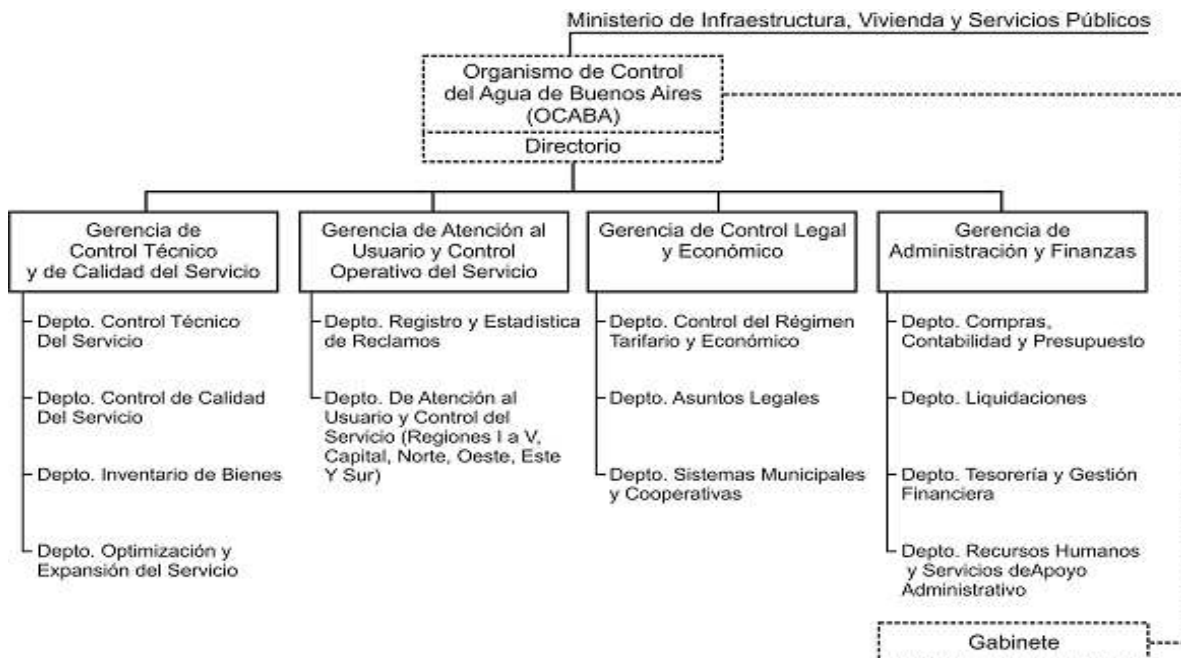 Ministerio de Infraestructura, Vivienda y Servicios Públicos
Organismo de Control
del Agua de Buenos Aires
(OCABA)
Directorio
Gerencia de
Control Técnico
y de Calidad del Servicio
Depto. Control Técnico
Del Servicio
Depto. Control de Calidad
Del Servicio
Depto. Inventario de Bienes
Depto. Optimización y
Expansión del Servicio
Gerencia de Atención al
Usuario y Control
Operativo del Servicio
Depto. Registro y Estadística
de Reclamos
Depto. De Atención al
Usuario y Control del
Servicio (Regiones I a V,
Capital, Norte, Oeste, Este
Y Sur)
Gerencia de Control Legal
y Económico
Depto. Control del Régimen
Tarifario y Económico
Depto. Asuntos Legales
Depto. Sistemas Municipales
y Cooperativas
Gerencia de
Administración y Finanzas
Depto. Compras,
Contabilidad y Presupuesto
Depto. Liquidaciones
Depto. Tesorería y Gestión
Financiera
Depto. Recursos Humanos
y Servicios deApoyo
Administrativo
Gabinete